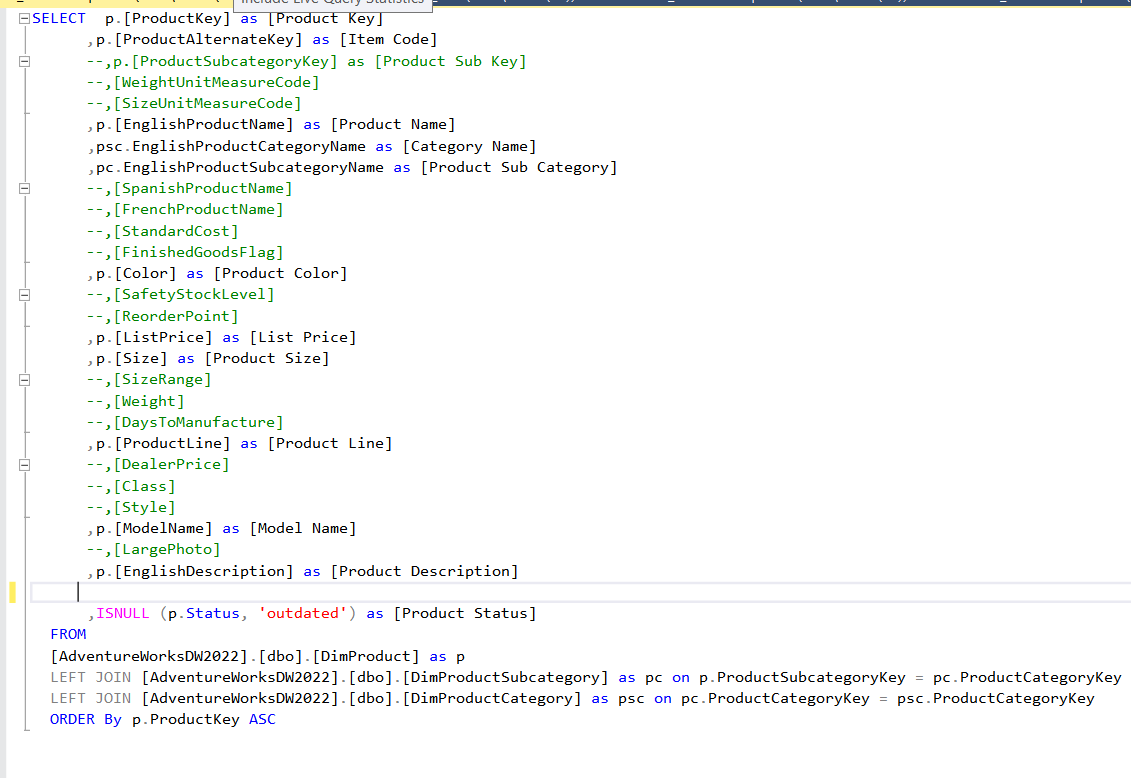 Include Live Query Statistics
SELECT p.[ProductKey] as [Product Key]
,p.[ProductAlternateKey] as [Item Code]
--,p.[ProductSubcategoryKey] as [Product Sub Key]
--,[WeightUnitMeasureCode]
--,[SizeUnitMeasureCode]
,p.[EnglishProductName] as [Product Name]
,psc.EnglishProductCategoryName as [Category Name]
,pc.EnglishProductSubcategoryName as [Product Sub Category]
--,[SpanishProductName]
--,[FrenchProductName]
--,[StandardCost]
--,[FinishedGoodsFlag]
,p.[Color] as [Product Color]
--,[SafetyStockLevel]
--,[ReorderPoint]
,p.[ListPrice] as [List Price]
,p.[Size] as [Product Size]
--,[SizeRange]
--,[Weight]
--,[DaysToManufacture]
,p.[ProductLine] as [Product Line]
--,[DealerPrice]
--,[Class]
--,[Style]
,p.[ModelName] as [Model Name]
--,[LargePhoto]
,p.[EnglishDescription] as [Product Description]
,ISNULL (p.Status, 'outdated') as [Product Status]
FROM
[AdventureWorksDW2022].[dbo].[DimProduct] as p
LEFT JOIN [AdventureWorksDW2022].[dbo].[DimProductSubcategory] as pc on p.ProductSubcategoryKey = pc.ProductCategoryKey
LEFT JOIN [AdventureWorksDW2022].[dbo].[DimProductCategory] as psc on pc.ProductCategoryKey = psc.ProductCategoryKey
ORDER By p.ProductKey ASC